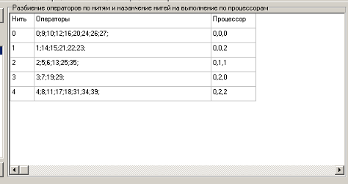 Разбиение операторов по нитям и назначение нитей на выполнение по процессорам
Нить Операторы Процессор
0 0;9;10;12;16;20;24;26;27; 0,0,0
1 1;14;15;21;22;23; 0,0,2
2 2;5;6;13;25;35; 0,1,1
3 3;7;19;29; 0,2,0
4 4;8;11;17;18;31;34;39; 0,2,2